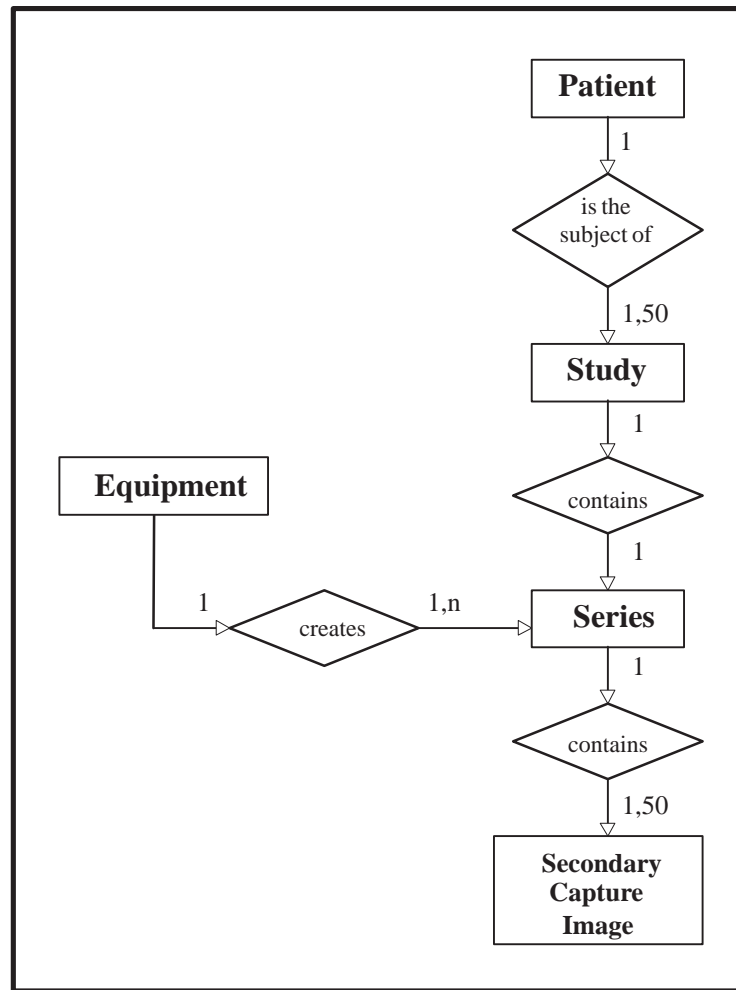 Patient
1
is the
subject of
1,50
Study
1
Equipment
contains
1
1
creates
1,n
Series
1
contains
1,50
Secondary
Capture
Image